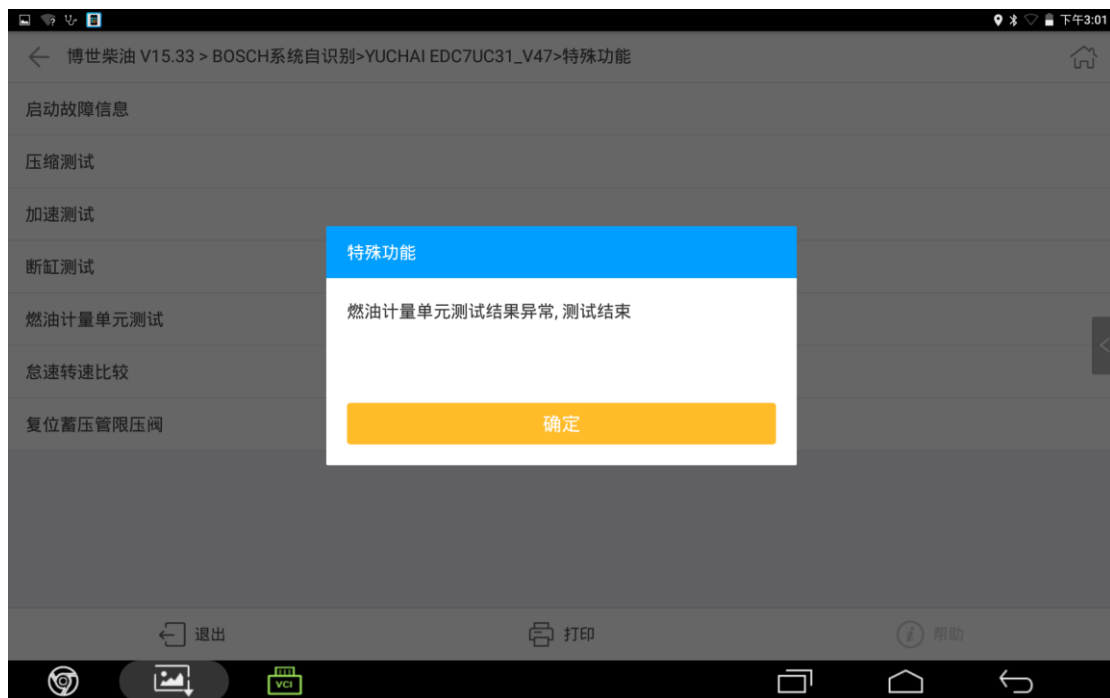 下午3:01
博世柴油 V15.33 > BOSCH系统自识别>YUCHAI EDC7UC31_V47>特殊功能
启动故障信息
压缩测试
加速测试
断缸测试
燃油计量单元测试
怠速转速比较
复位蓄压管限压阀
特殊功能
燃油计量单元测试结果异常, 测试结束
确定
退出
打印
帮助
VCI